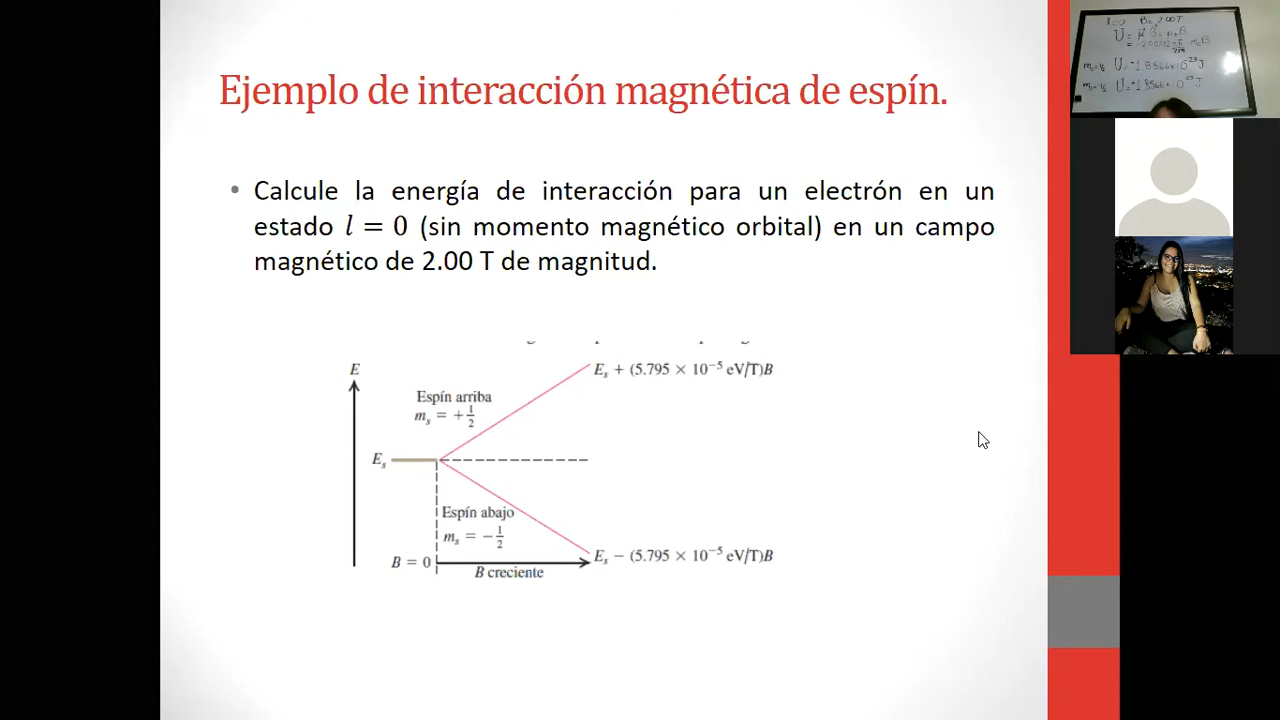 Ejemplo de interacción magnética de espín.
• Calcule la energía de interacción para un electrón en un
estado l = 0 (sin momento magnético orbital) en un campo
magnético de 2.00 T de magnitud.
E
E_s + (5.795 × 10⁻⁵ eV/T)B
Espín arriba
m_s = +1/2
E_s
Espín abajo
m_s = −1/2
B = 0
E_s − (5.795 × 10⁻⁵ eV/T)B
B creciente
B= 2.00T